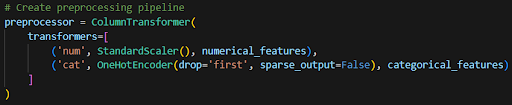 # Create preprocessing pipeline
preprocessor = ColumnTransformer(
    transformers=[
        ('num', StandardScaler(), numerical_features),
        ('cat', OneHotEncoder(drop='first', sparse_output=False), categorical_features)
    ]
)